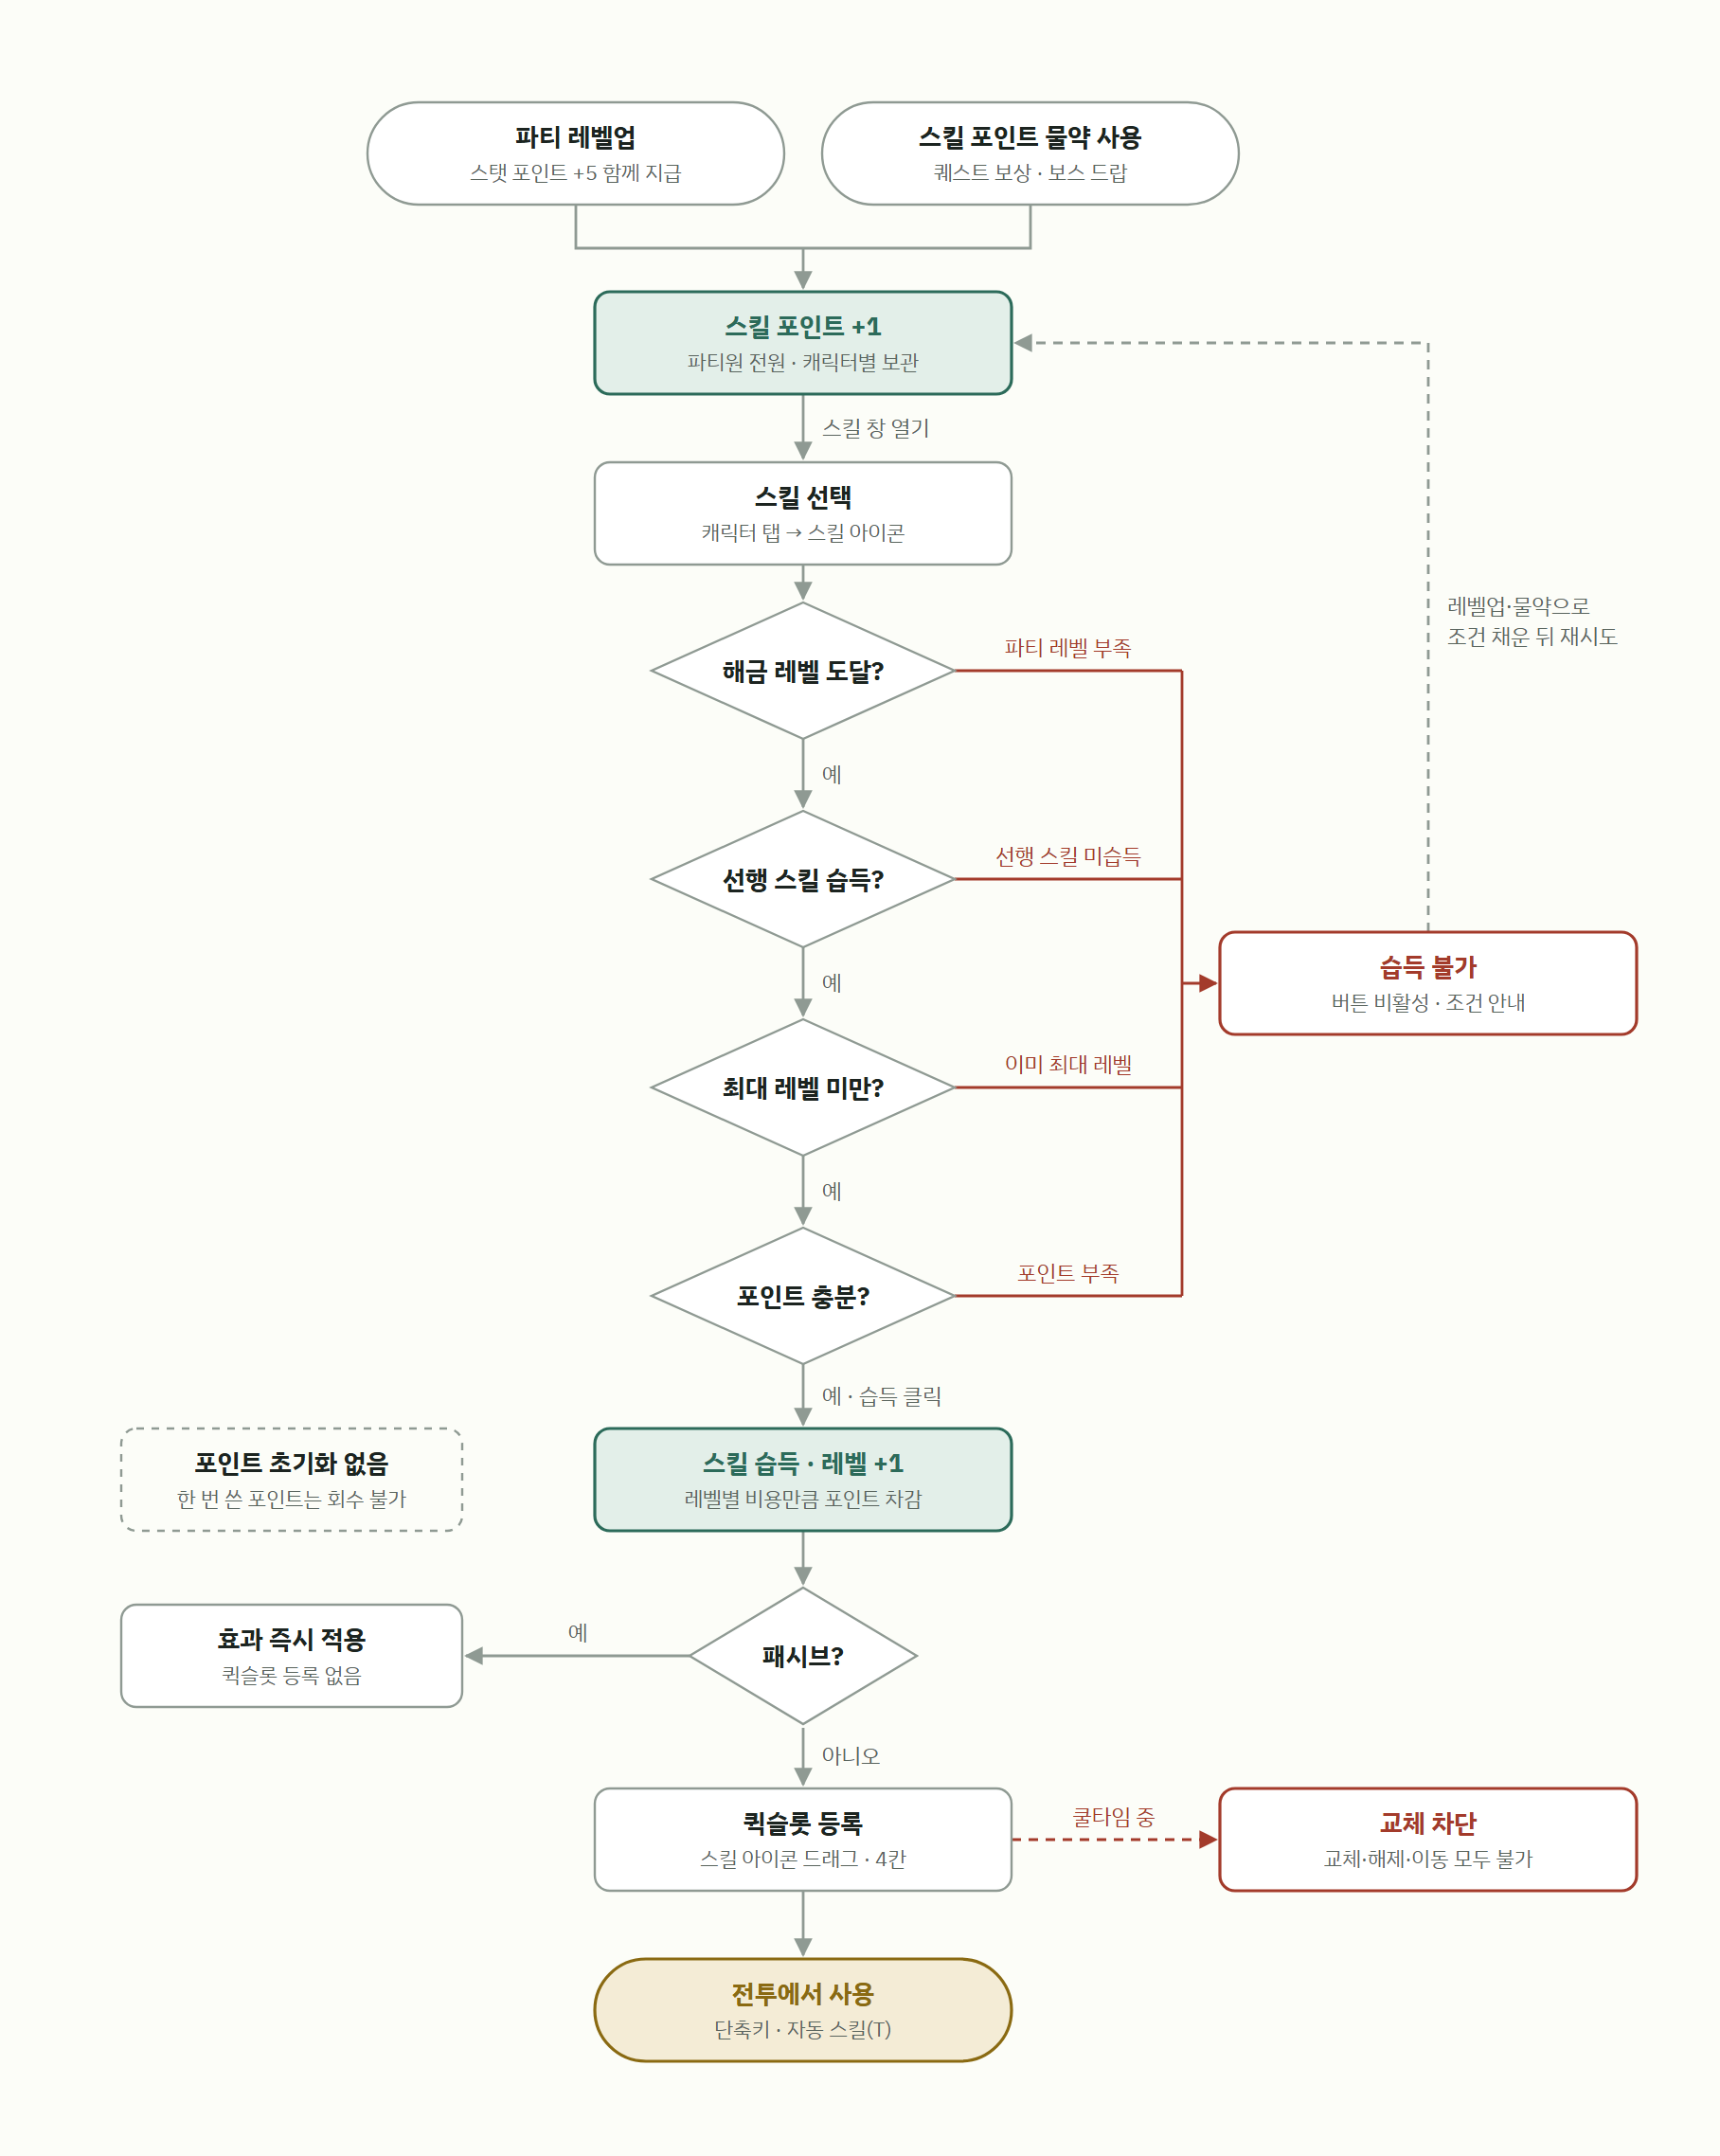 파티 레벨업
스탯 포인트 +5 함께 지급
스킬 포인트 물약 사용
퀘스트 보상 · 보스 드랍
스킬 포인트 +1
파티원 전원 · 캐릭터별 보관
스킬 창 열기
스킬 선택
캐릭터 탭 → 스킬 아이콘
레벨업·물약으로
조건 채운 뒤 재시도
해금 레벨 도달?
파티 레벨 부족
예
선행 스킬 습득?
선행 스킬 미습득
습득 불가
버튼 비활성 · 조건 안내
예
최대 레벨 미만?
이미 최대 레벨
예
포인트 충분?
포인트 부족
예 · 습득 클릭
포인트 초기화 없음
한 번 쓴 포인트는 회수 불가
스킬 습득 · 레벨 +1
레벨별 비용만큼 포인트 차감
패시브?
예
효과 즉시 적용
퀵슬롯 등록 없음
아니오
퀵슬롯 등록
스킬 아이콘 드래그 · 4칸
쿨타임 중
교체 차단
교체·해제·이동 모두 불가
전투에서 사용
단축키 · 자동 스킬(T)